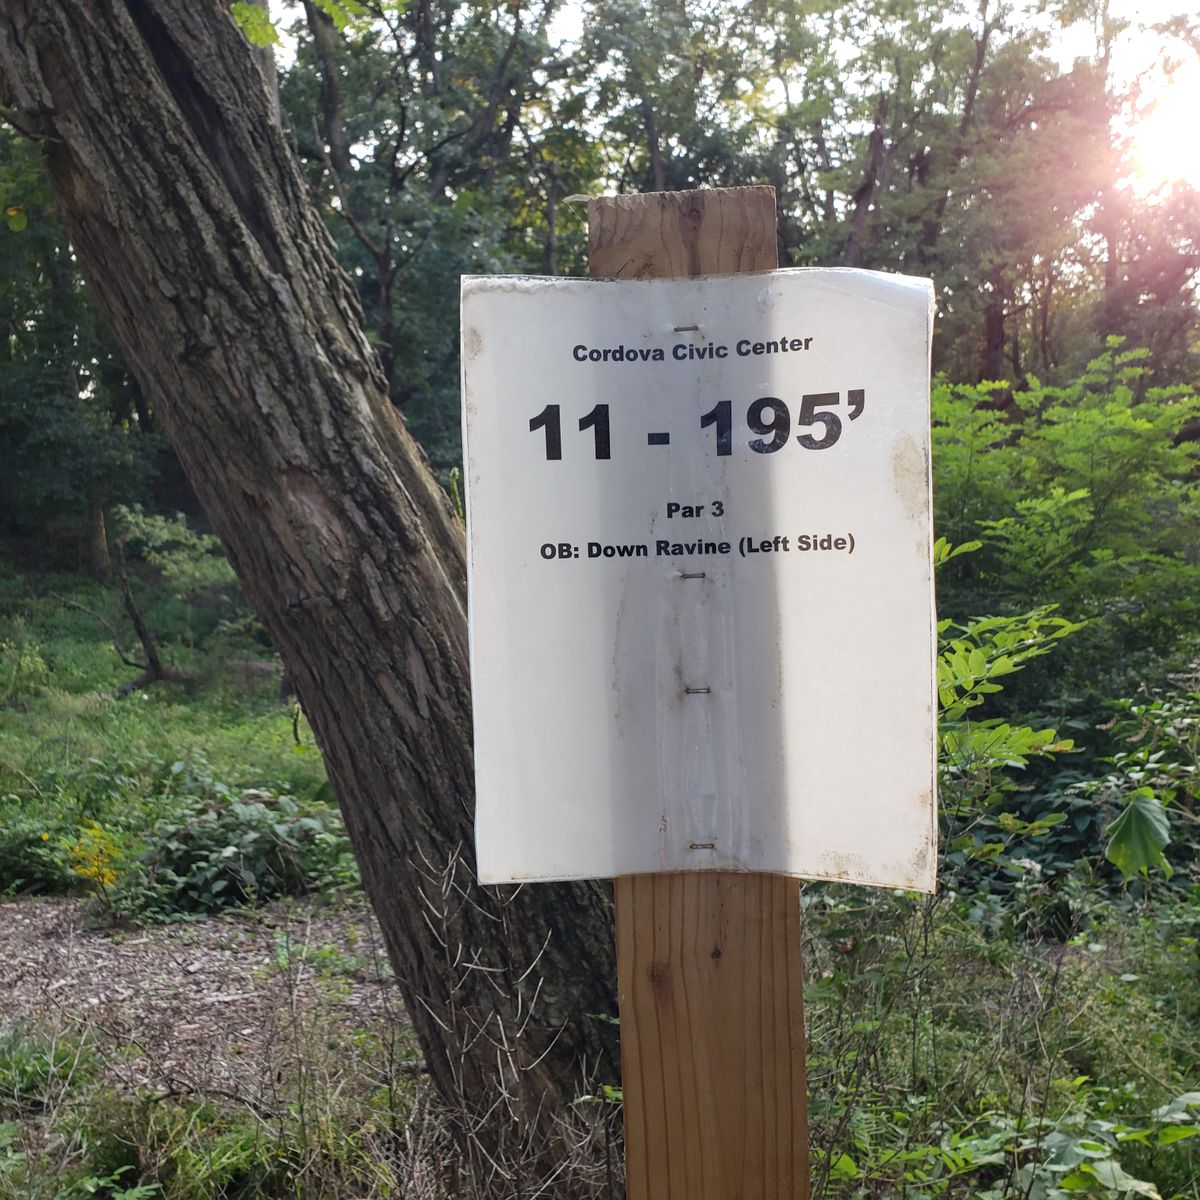 Cordova Civic Center
11 - 195’
Par 3
OB: Down Ravine (Left Side)